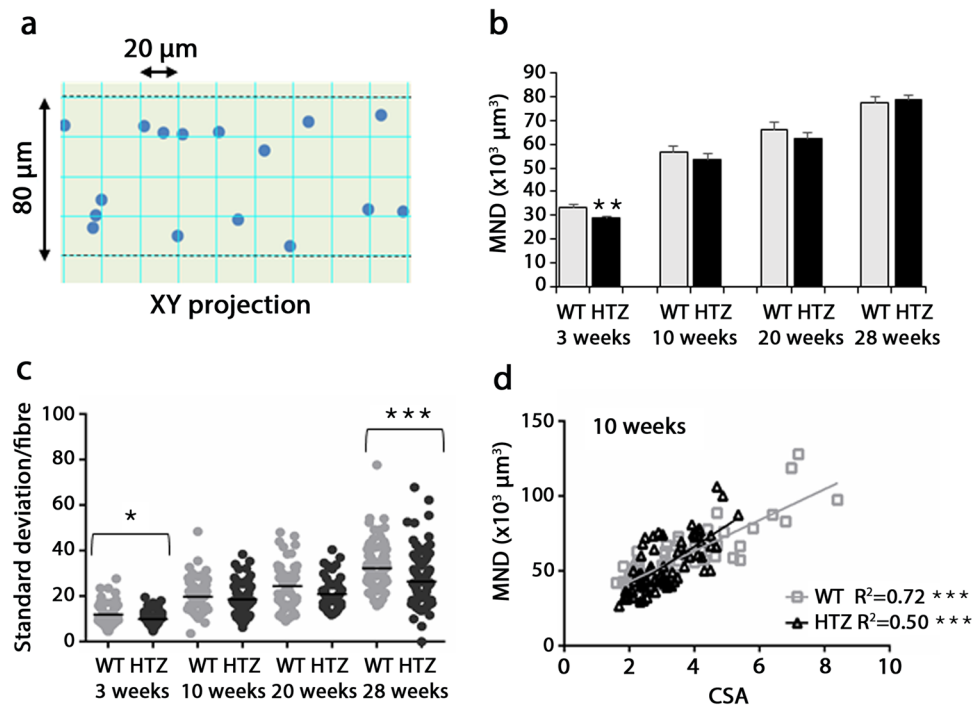 a
20 µm
80 µm
XY projection
b
MND (x10³ µm³)
90
80
70
60
50
40
30
20
10
0
**
WT HTZ WT HTZ WT HTZ WT HTZ
3 weeks 10 weeks 20 weeks 28 weeks
c
Standard deviation/fibre
100
80
60
40
20
0
*
***
WT HTZ WT HTZ WT HTZ WT HTZ
3 weeks 10 weeks 20 weeks 28 weeks
d
10 weeks
MND (x10³ µm³)
150
100
50
0
WT R²=0.72 ***
HTZ R²=0.50 ***
0 2 4 6 8 10
CSA